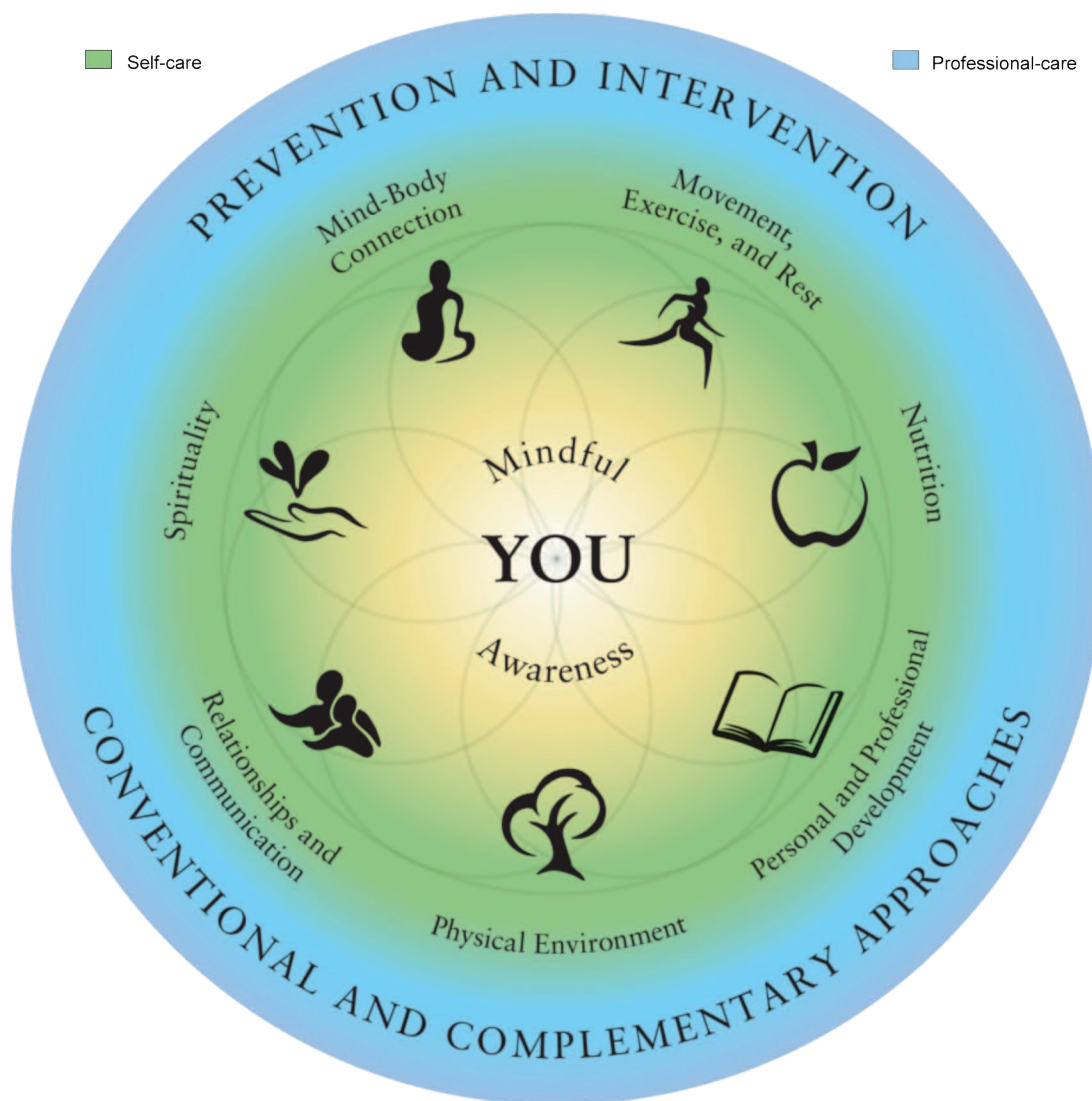 Self-care
Professional-care
PREVENTION AND INTERVENTION
Mind-Body
Connection
Movement,
Exercise, and Rest
Spirituality
Nutrition
Mindful
YOU
Awareness
Relationships and
Communication
Personal and Professional
Development
Physical Environment
CONVENTIONAL AND COMPLEMENTARY APPROACHES